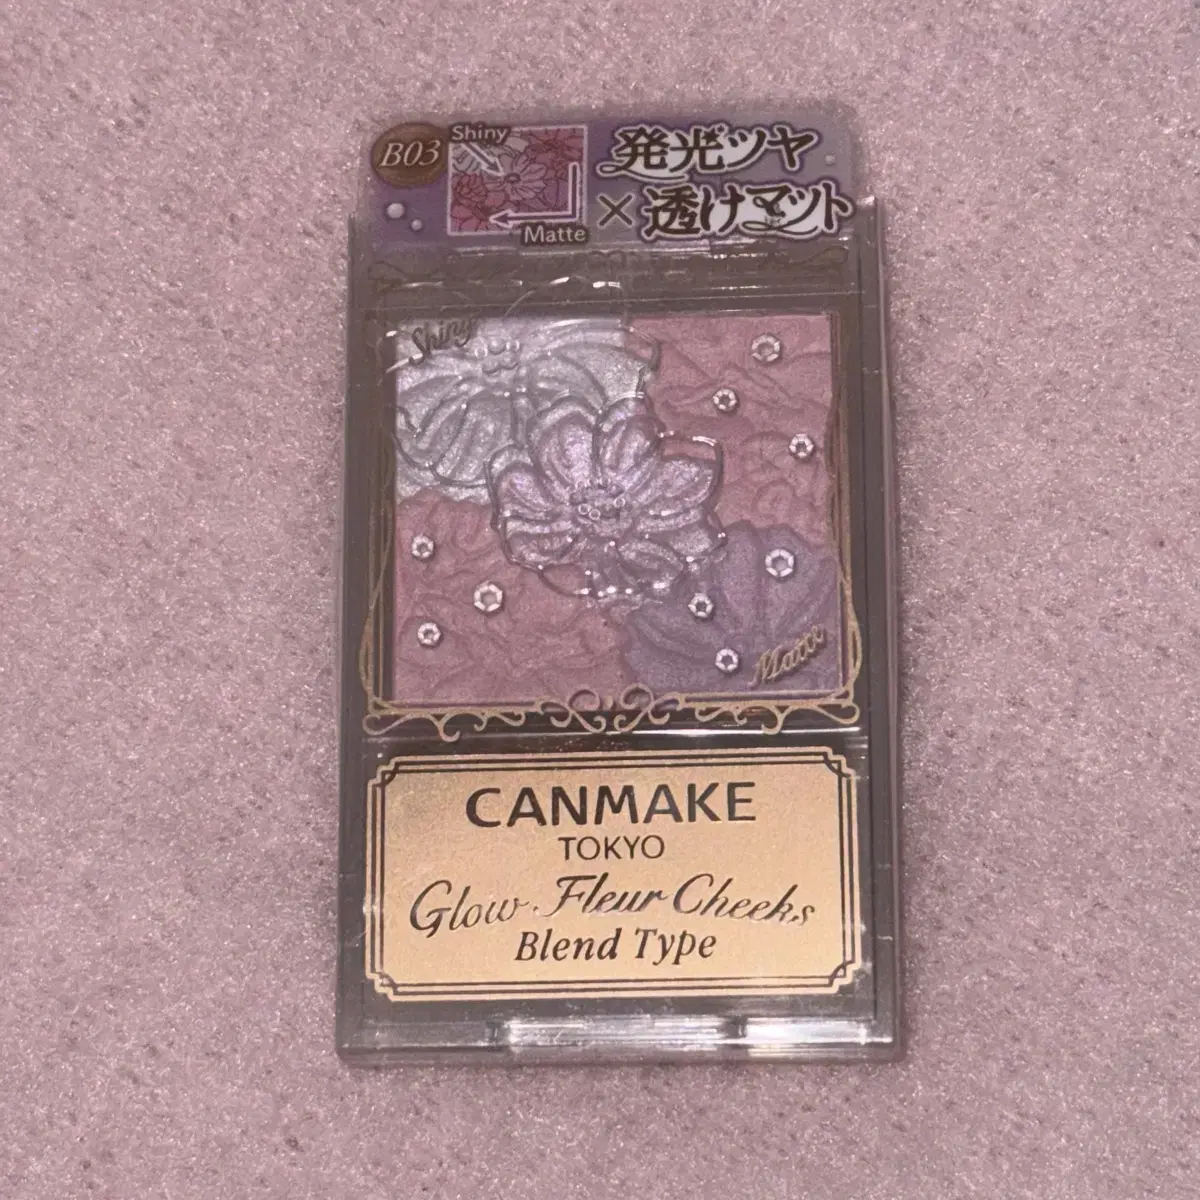 B03
Shiny
Matte
発光ツヤ
×透けマット
Shiny
Matte
CANMAKE
TOKYO
Glow Fleur Cheeks
Blend Type